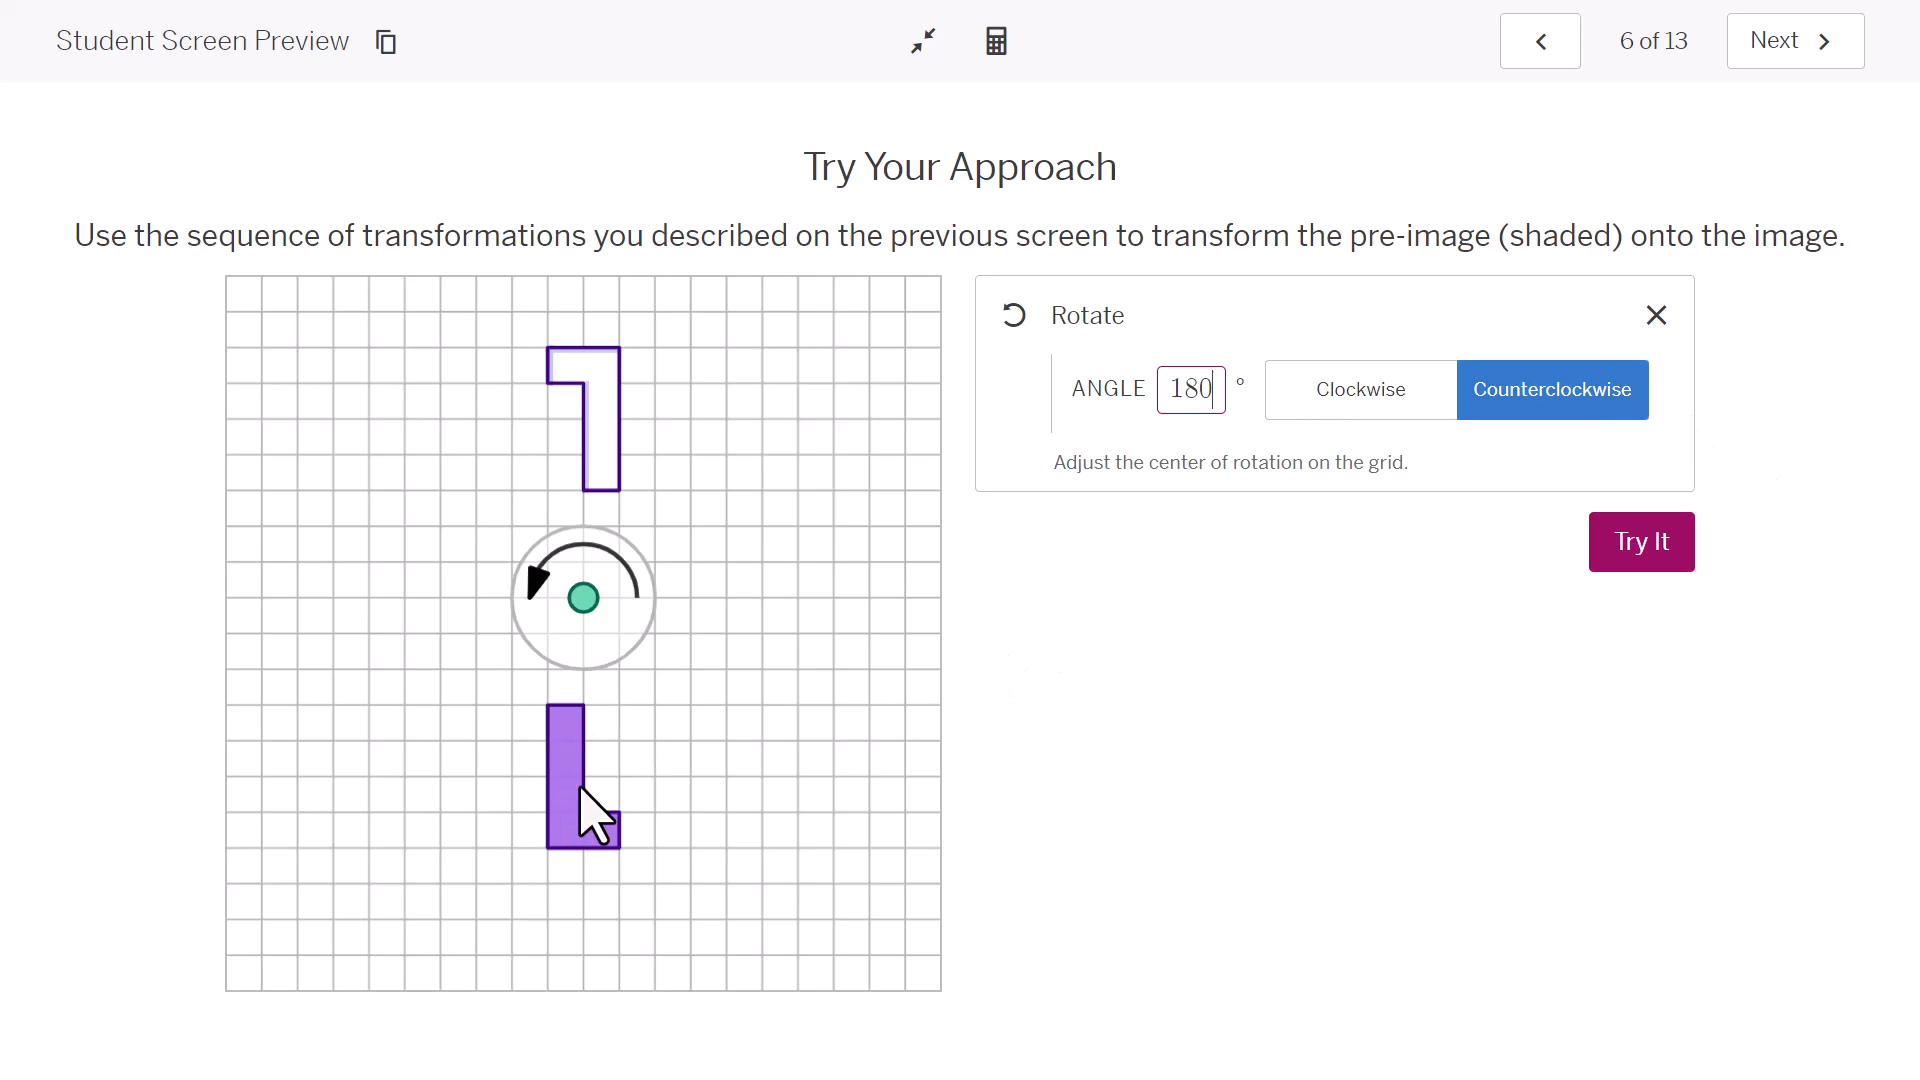 Student Screen Preview
6 of 13
Next
Try Your Approach
Use the sequence of transformations you described on the previous screen to transform the pre-image (shaded) onto the image.
Rotate
ANGLE 180 ° Clockwise Counterclockwise
Adjust the center of rotation on the grid.
Try It